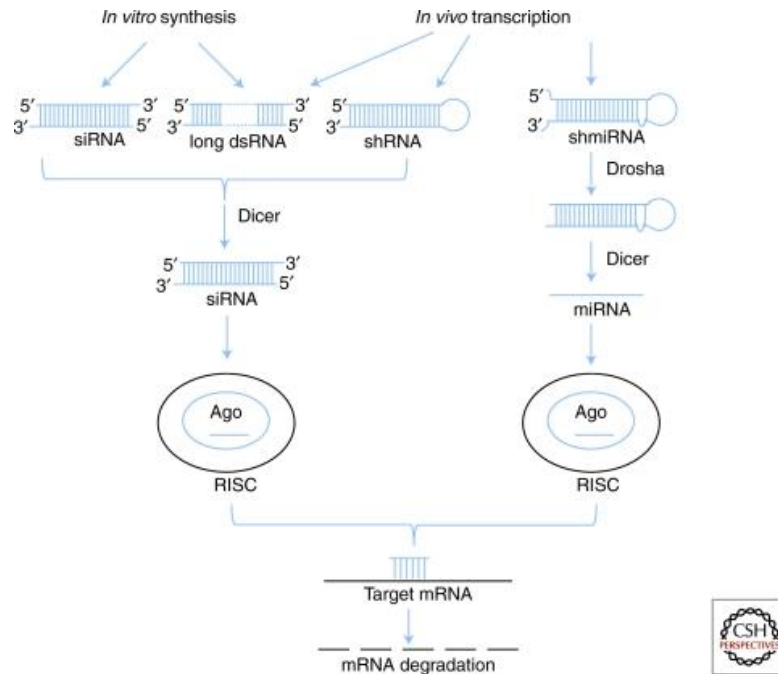 In vitro synthesis
In vivo transcription
5′ 3′ 5′ 3′ 5′ 5′
3′ 5′ 3′ 5′ 3′ 3′
siRNA
long dsRNA
shRNA
shmiRNA
Drosha
Dicer
Dicer
5′ 3′
3′ 5′
siRNA
miRNA
Ago
Ago
RISC
RISC
Target mRNA
mRNA degradation
CSH
PERSPECTIVES